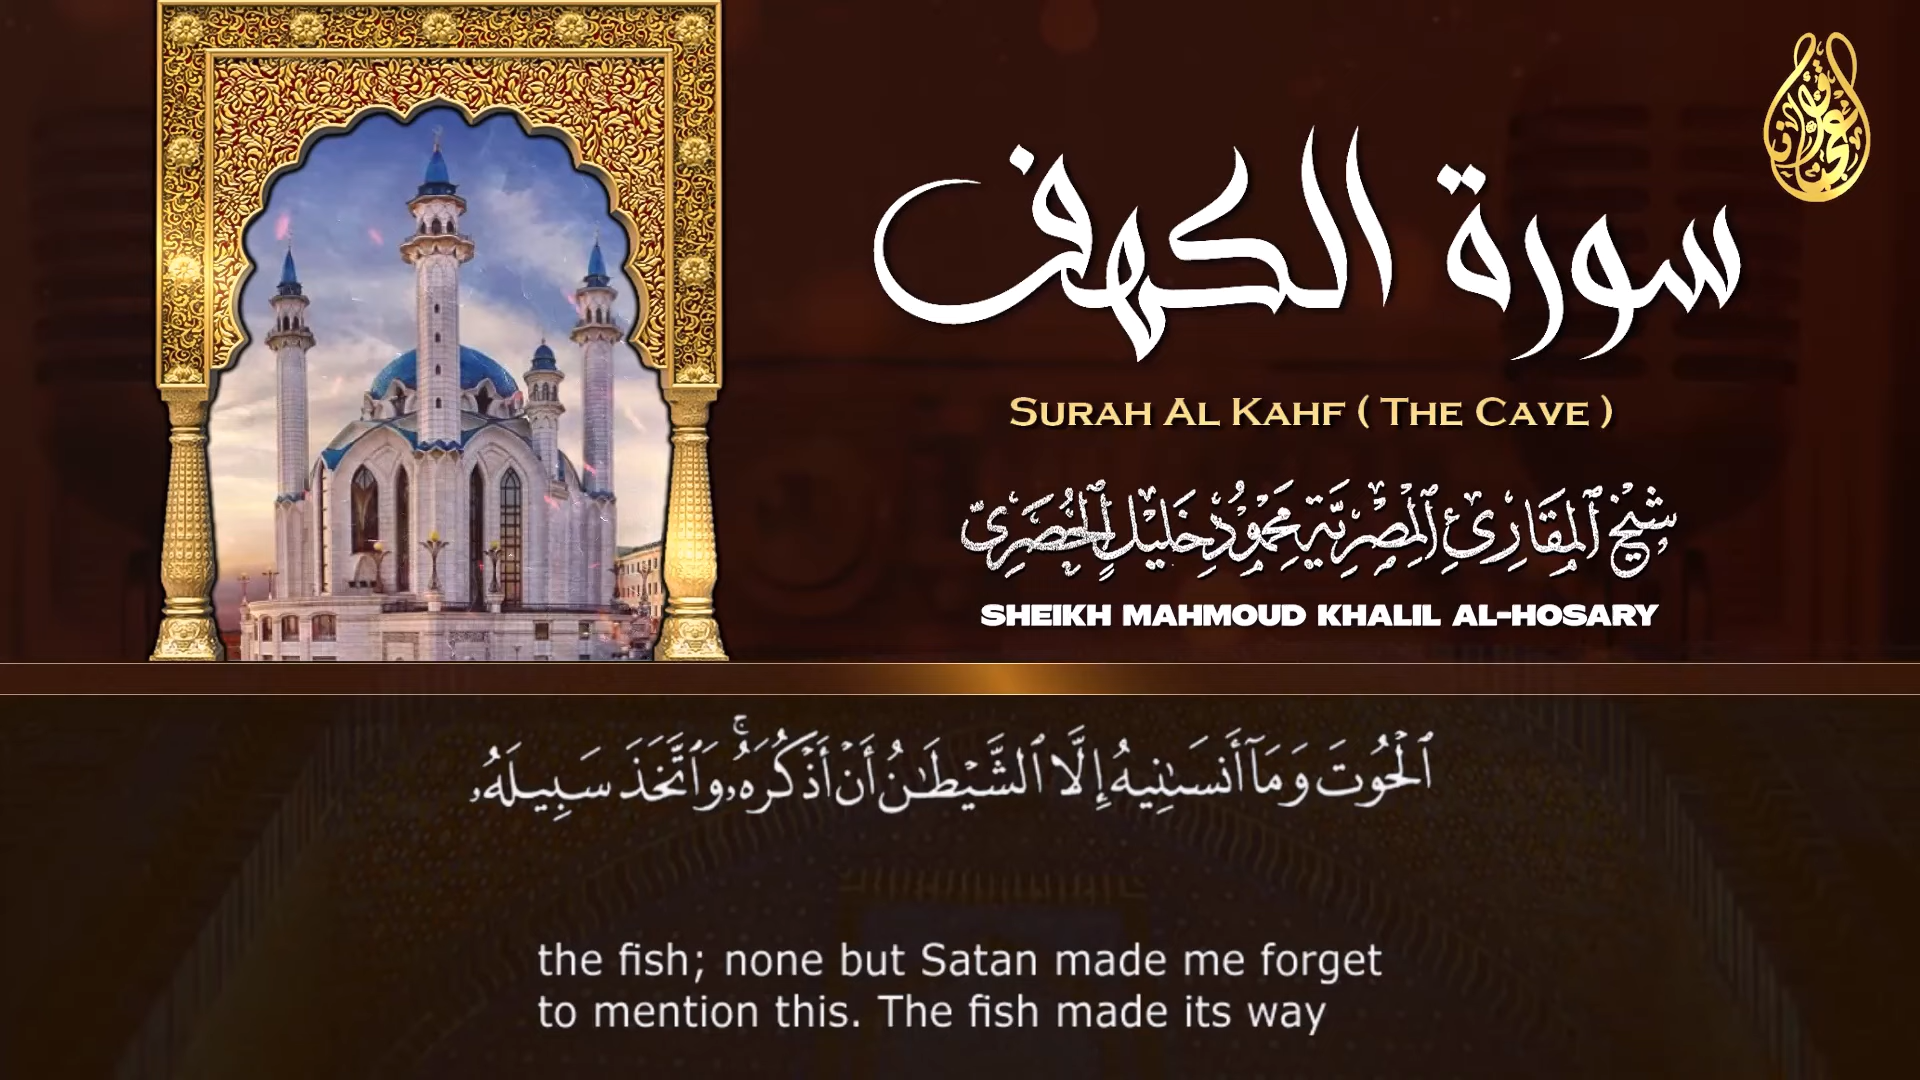 سورة الكهف
SURAH AL KAHF ( THE CAVE )
شيخ المقارئ المصرية محمود خليل الحصري
SHEIKH MAHMOUD KHALIL AL-HOSARY
ٱلْحُوتَ وَمَآ أَنسَىٰنِيهُ إِلَّا ٱلشَّيْطَـٰنُ أَنْ أَذْكُرَهُۥ ۚ وَٱتَّخَذَ سَبِيلَهُۥ
the fish; none but Satan made me forget
to mention this. The fish made its way